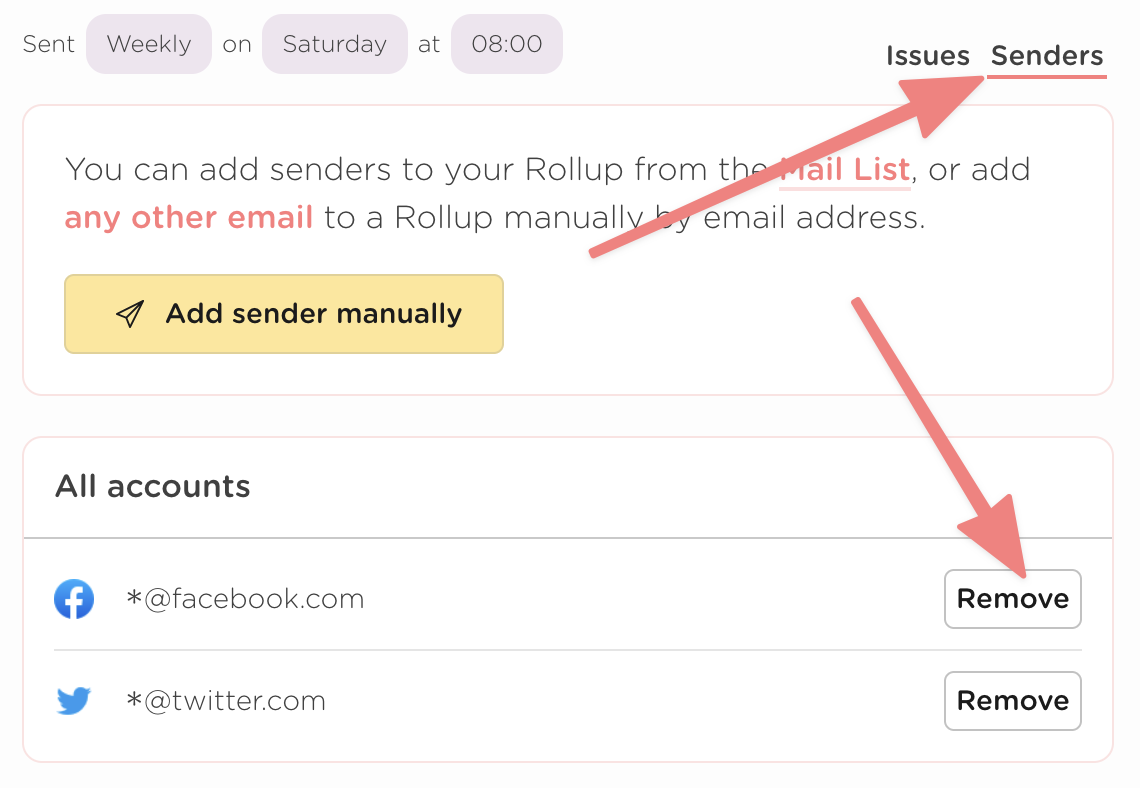 Sent Weekly on Saturday at 08:00
Issues Senders
You can add senders to your Rollup from the Mail List, or add
any other email to a Rollup manually by email address.
Add sender manually
All accounts
*@facebook.com Remove
*@twitter.com Remove